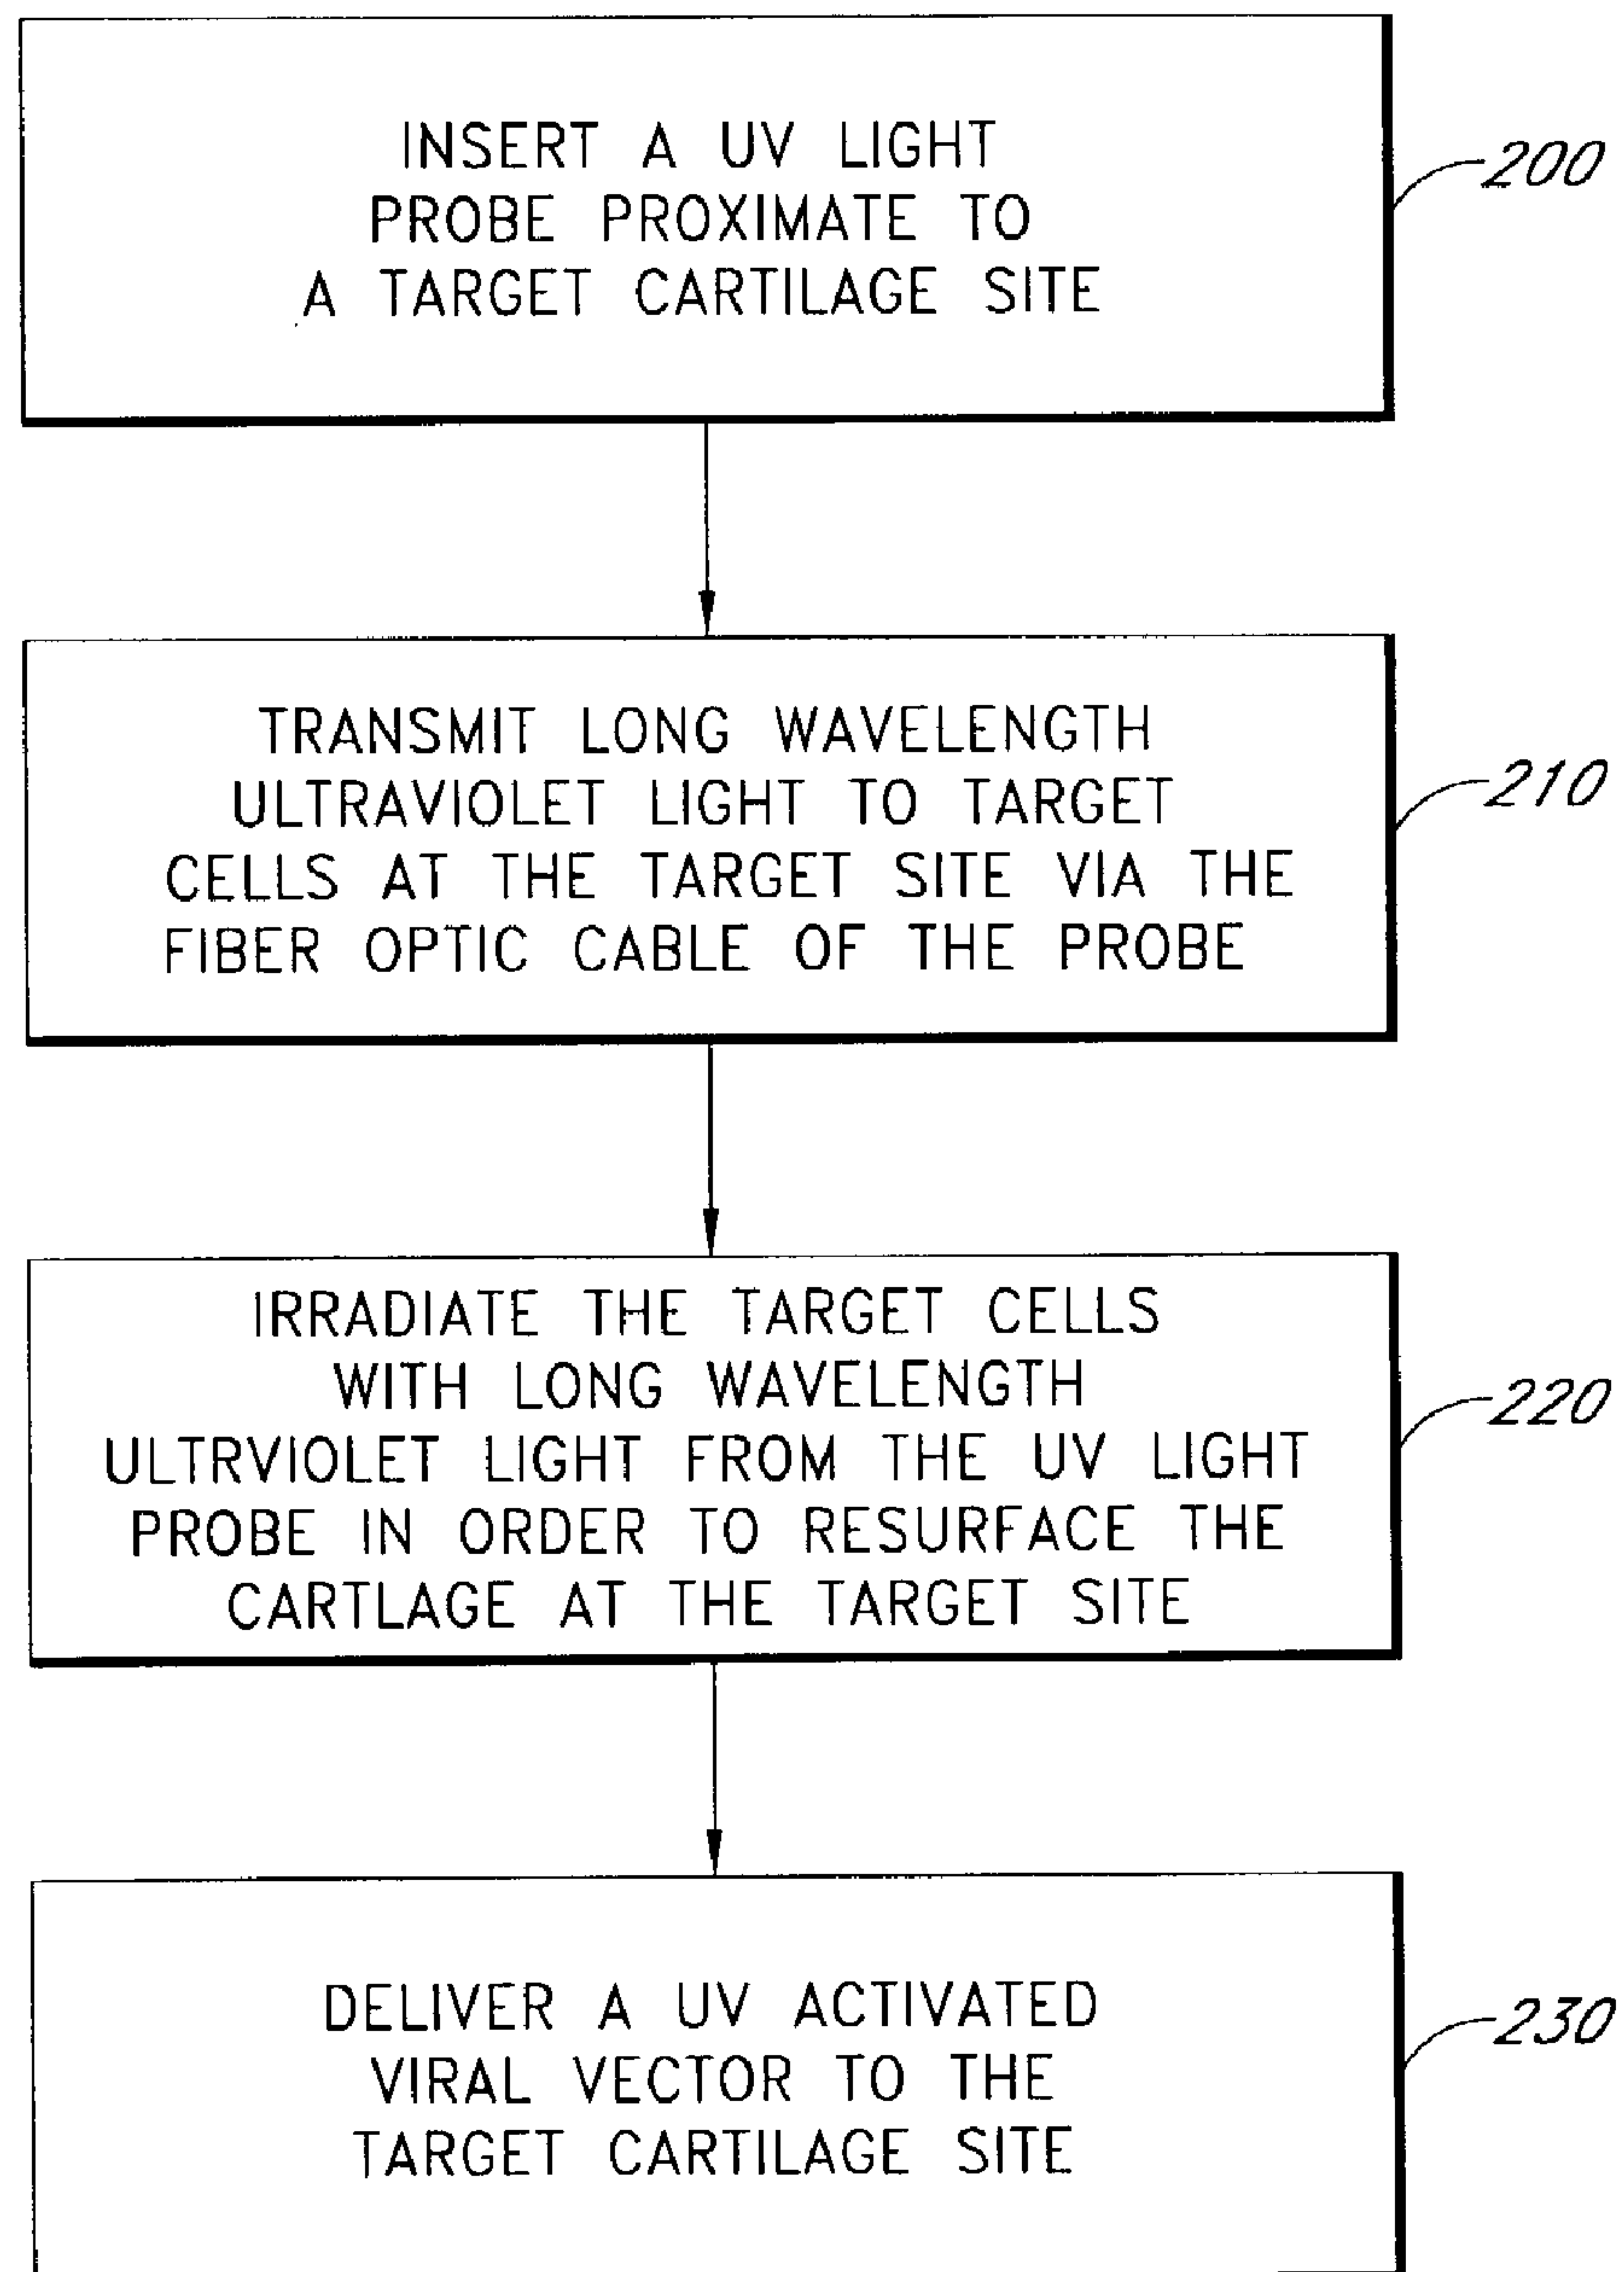 INSERT A UV LIGHT
PROBE PROXIMATE TO
A TARGET CARTILAGE SITE
200
TRANSMIT LONG WAVELENGTH
ULTRAVIOLET LIGHT TO TARGET
CELLS AT THE TARGET SITE VIA THE
FIBER OPTIC CABLE OF THE PROBE
210
IRRADIATE THE TARGET CELLS
WITH LONG WAVELENGTH
ULTRVIOLET LIGHT FROM THE UV LIGHT
PROBE IN ORDER TO RESURFACE THE
CARTLAGE AT THE TARGET SITE
220
DELIVER A UV ACTIVATED
VIRAL VECTOR TO THE
TARGET CARTILAGE SITE
230